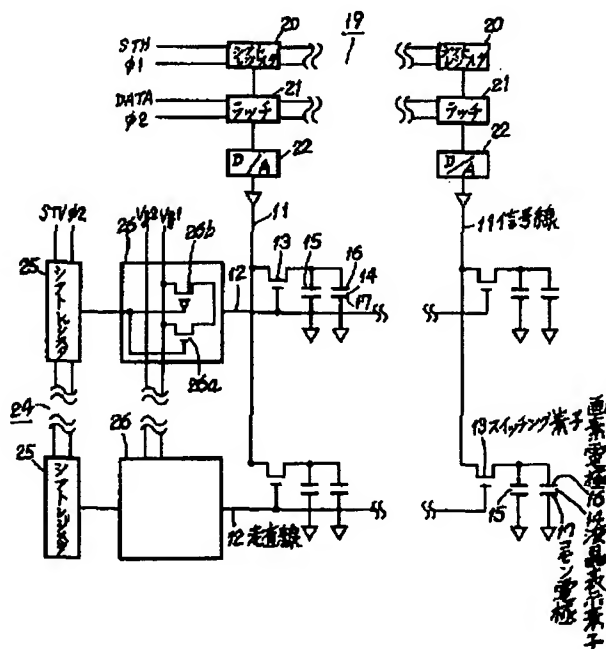 20 19 20
STH シフトレジスタ シフトレジスタ
φ1
21 21
DATA ラッチ ラッチ
φ2
22 22
D/A D/A
STV φ2 Vg2 Vg1
11 11 信号線
25 26 26b 13 15 16
14
12 17
シフトレジスタ
26a
24
25 26
シフトレジスタ
13 スイッチング素子
12 走査線
15
画素電極 16
14 液晶表示素子
17 コモン電極